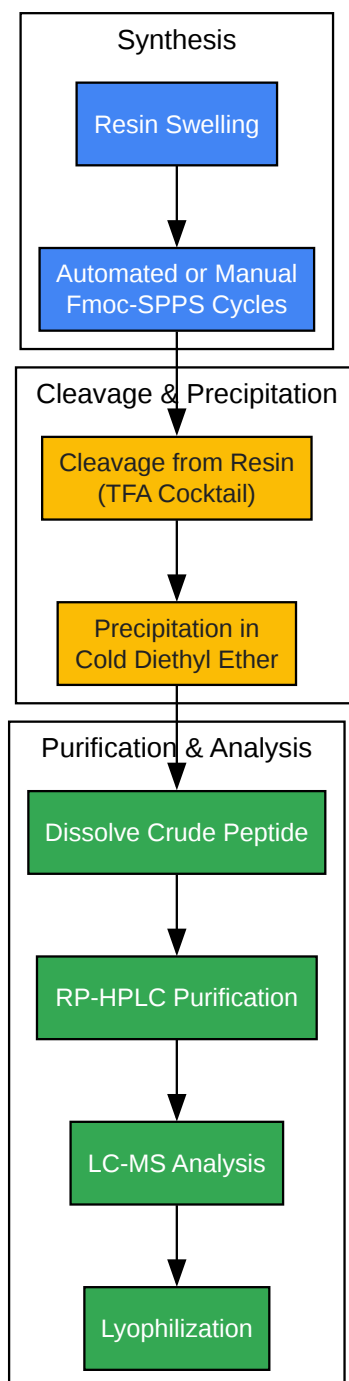 Synthesis
Resin Swelling
Automated or Manual
Fmoc-SPPS Cycles
Cleavage & Precipitation
Cleavage from Resin
(TFA Cocktail)
Precipitation in
Cold Diethyl Ether
Purification & Analysis
Dissolve Crude Peptide
RP-HPLC Purification
LC-MS Analysis
Lyophilization